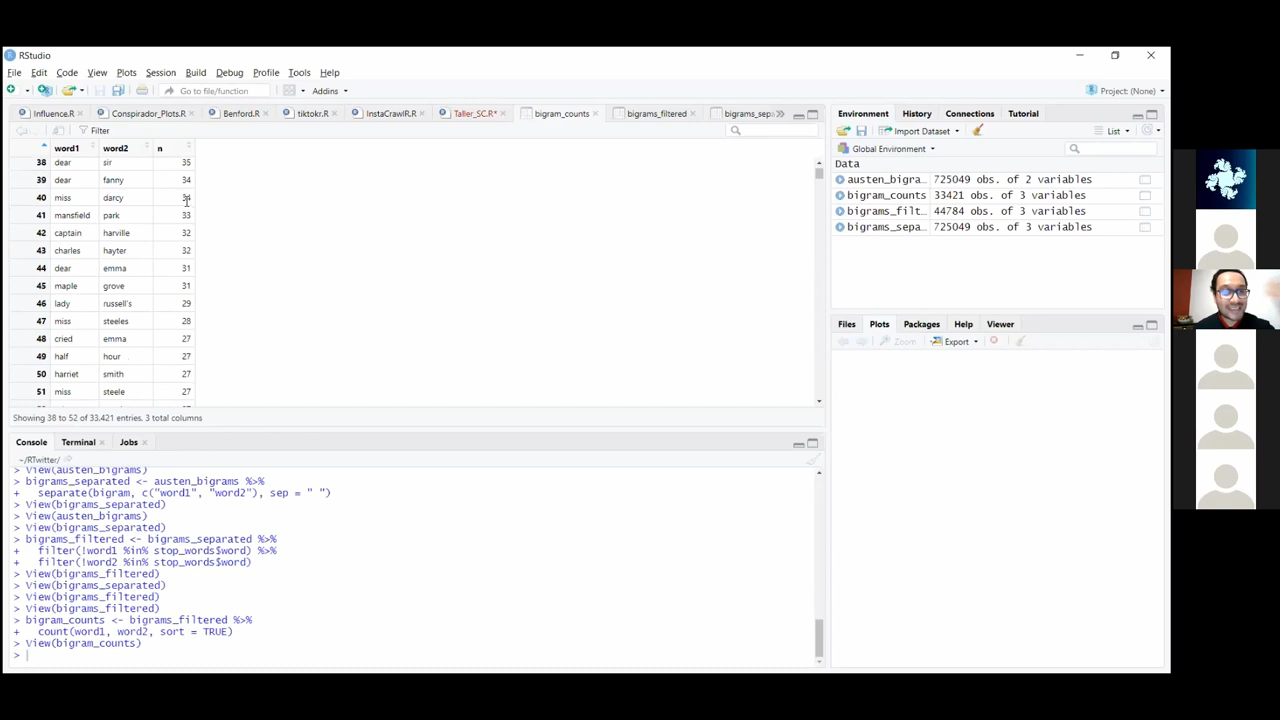 RStudio
File Edit Code View Plots Session Build Debug Profile Tools Help
Go to file/function Addins Project: (None)
Influence.R Conspirador_Plots.R Benford.R tiktokr.R InstaCrawlR.R Taller_SC.R* bigram_counts bigrams_filtered bigrams_sepa
Filter
word1 word2 n
38 dear sir 35
39 dear fanny 34
40 miss darcy 34
41 mansfield park 33
42 captain harville 32
43 charles hayter 32
44 dear emma 31
45 maple grove 31
46 lady russell's 29
47 miss steeles 28
48 cried emma 27
49 half hour 27
50 harriet smith 27
51 miss steele 27
Showing 38 to 52 of 33,421 entries, 3 total columns
Console Terminal Jobs
~/RTwitter/
> View(austen_bigrams)
> bigrams_separated <- austen_bigrams %>%
+ separate(bigram, c("word1", "word2"), sep = " ")
> View(bigrams_separated)
> View(austen_bigrams)
> View(bigrams_separated)
> bigrams_filtered <- bigrams_separated %>%
+ filter(!word1 %in% stop_words$word) %>%
+ filter(!word2 %in% stop_words$word)
> View(bigrams_filtered)
> View(bigrams_separated)
> View(bigrams_filtered)
> View(bigrams_filtered)
> bigram_counts <- bigrams_filtered %>%
+ count(word1, word2, sort = TRUE)
> View(bigram_counts)
>
Environment History Connections Tutorial
Import Dataset List
Global Environment
Data
austen_bigra… 725049 obs. of 2 variables
bigram_counts 33421 obs. of 3 variables
bigrams_filt… 44784 obs. of 3 variables
bigrams_sepa… 725049 obs. of 3 variables
Files Plots Packages Help Viewer
Zoom Export